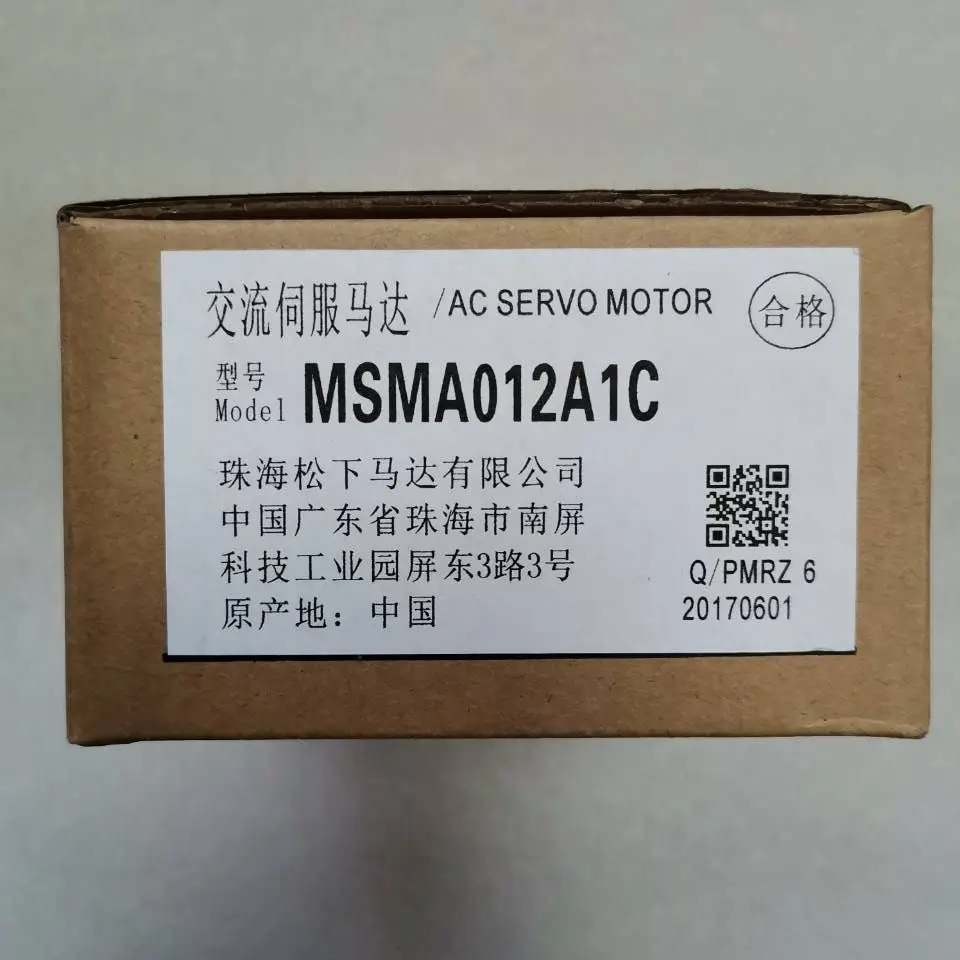 交流伺服马达 /AC SERVO MOTOR
合格
型号
Model MSMA012A1C
珠海松下马达有限公司
中国广东省珠海市南屏
科技工业园屏东3路3号
原产地：中国
Q/PMRZ 6
20170601